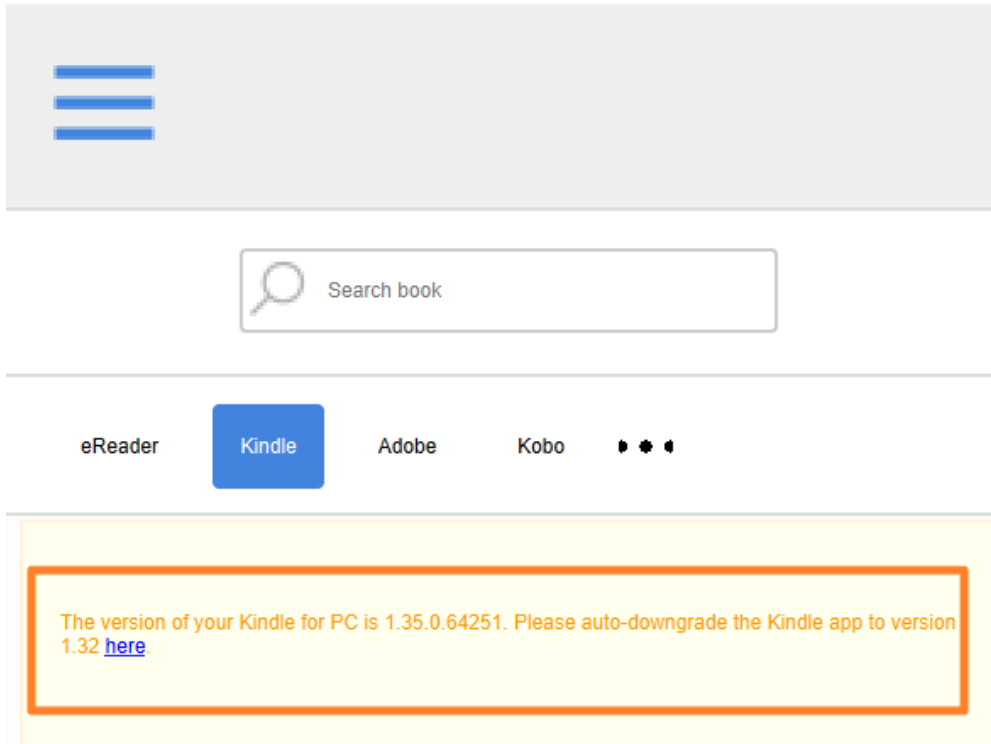 Search book
eReader Kindle Adobe Kobo
The version of your Kindle for PC is 1.35.0.64251. Please auto-downgrade the Kindle app to version
1.32 here.